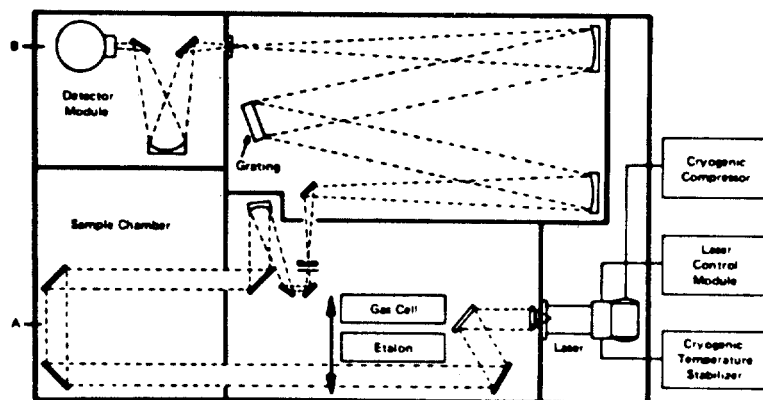 B
Detector
Module
Grating
Cryogenic
Compressor
Sample Chamber
Laser
Control
Module
A
Gas Cell
Etalon
Laser
Cryogenic
Temperature
Stabilizer